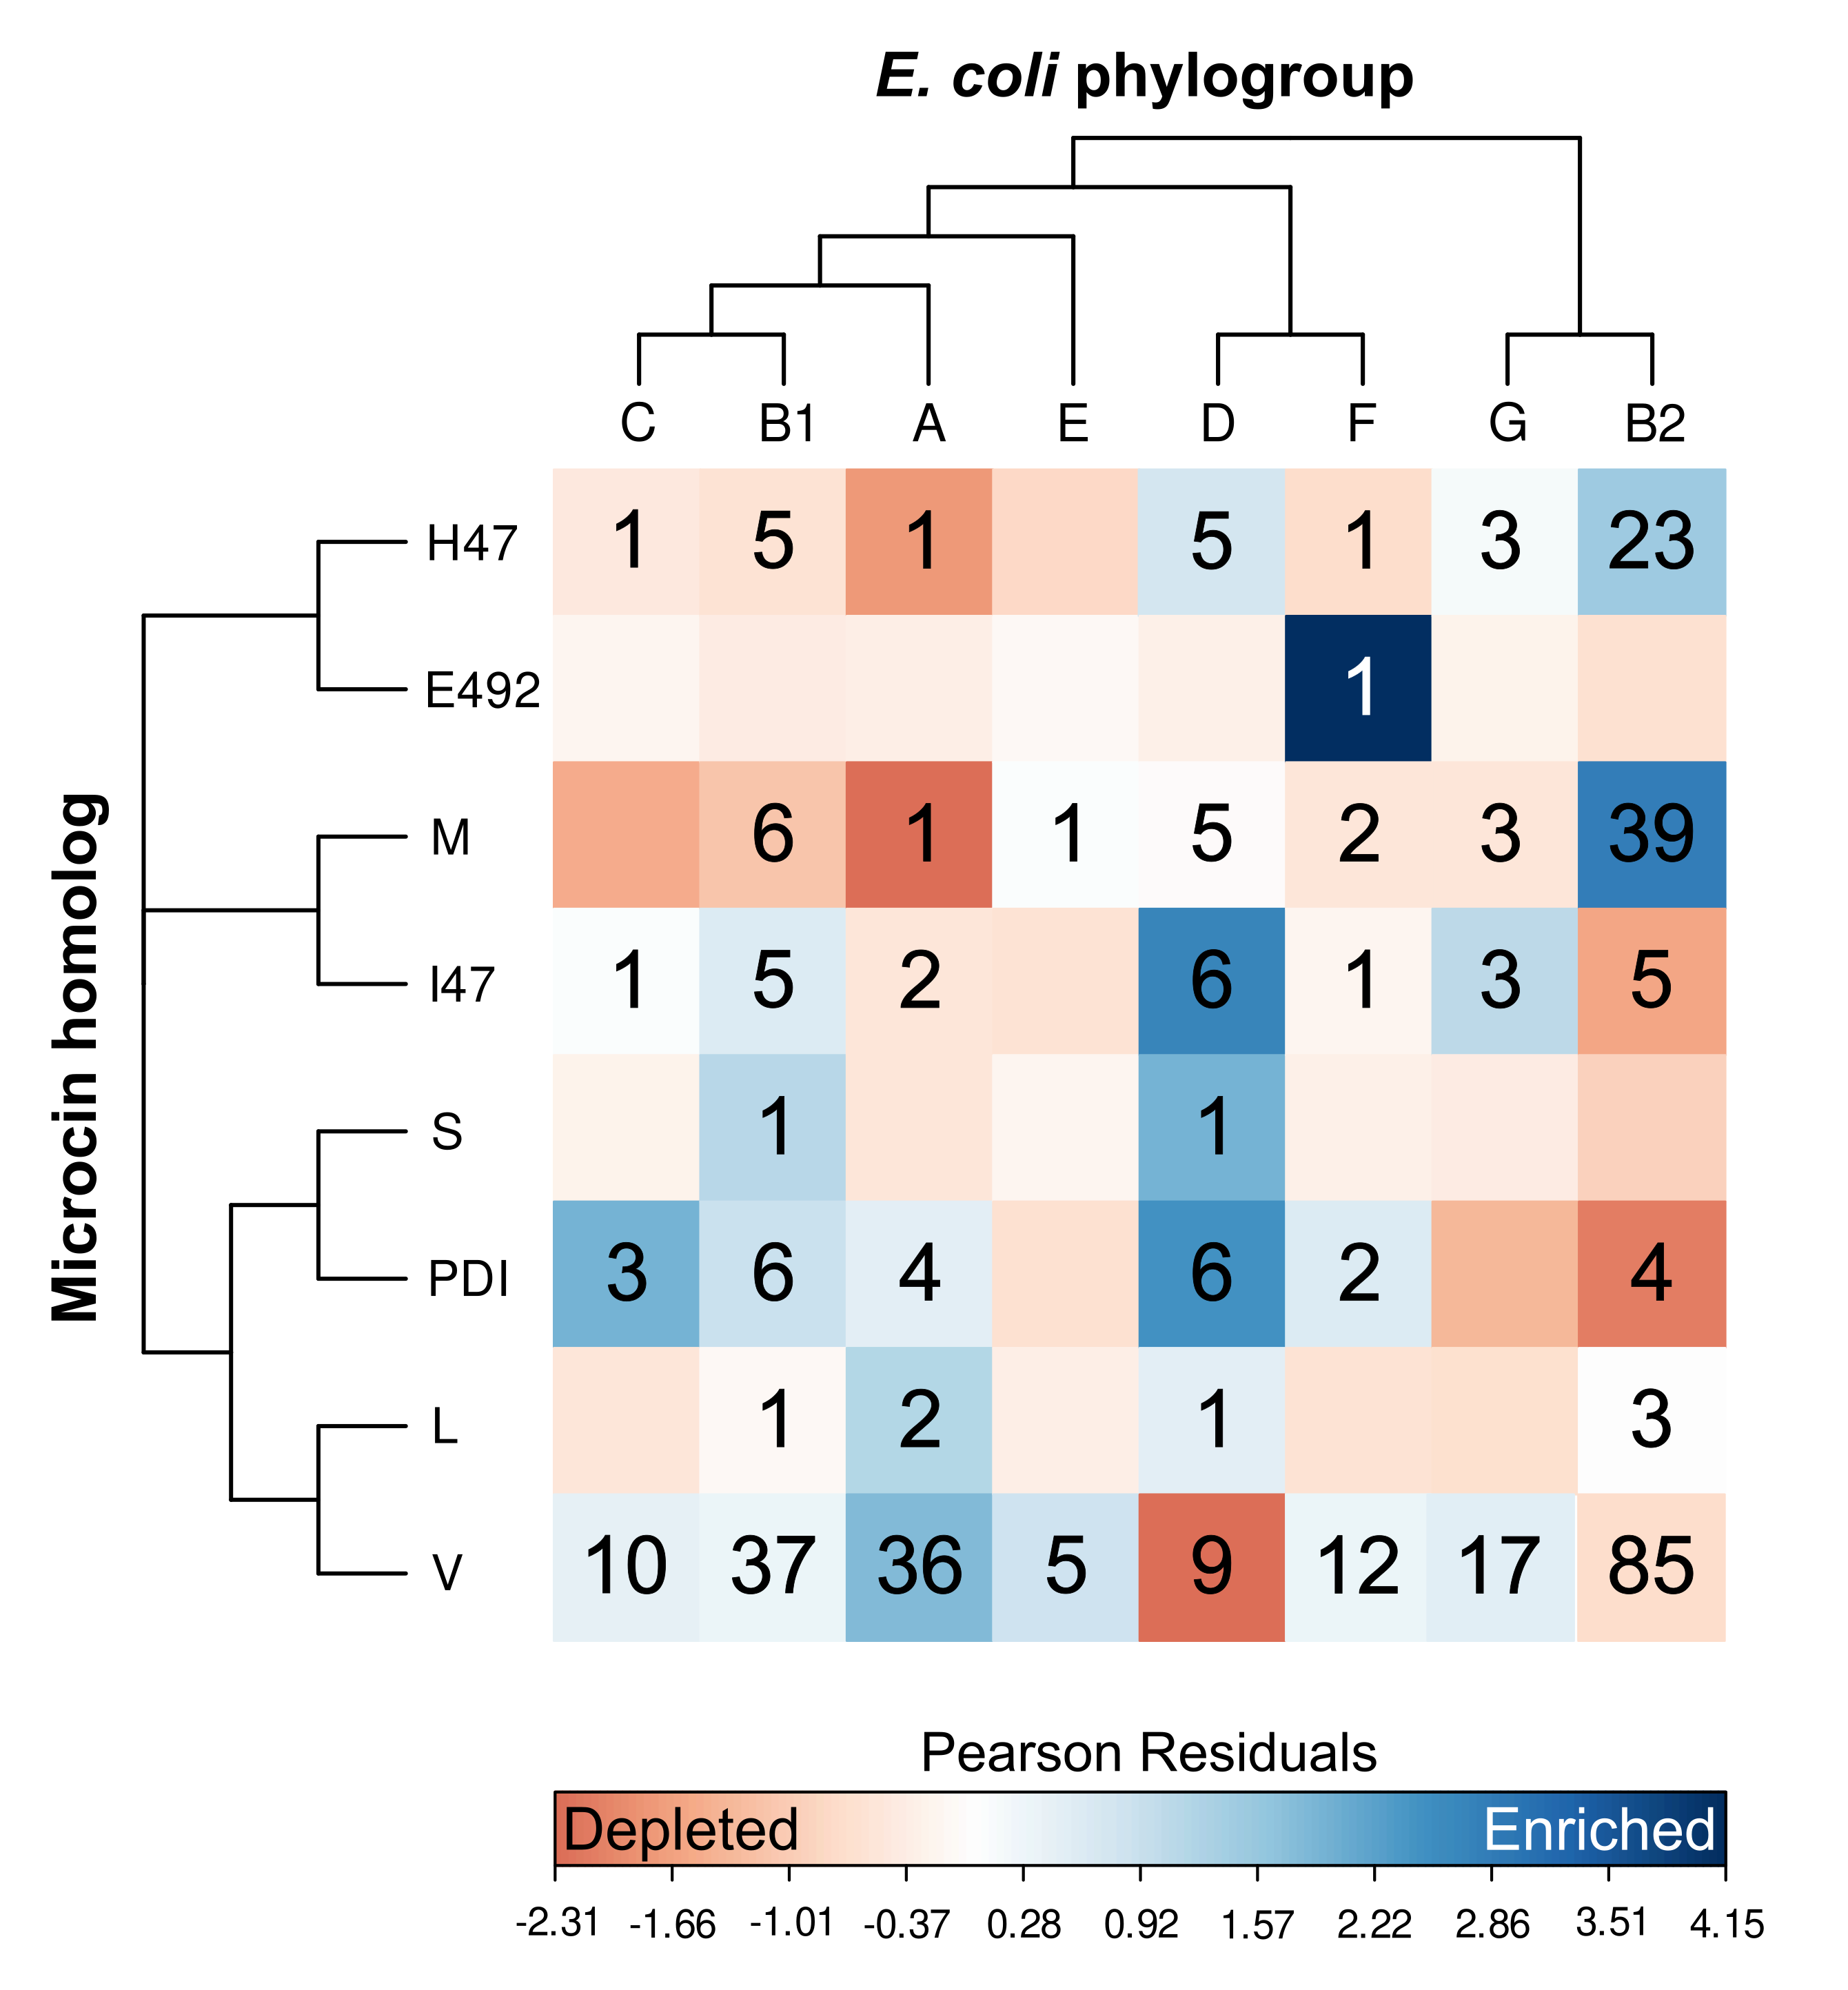 E. coli phylogroup
C B1 A E D F G B2
Microcin homolog
H47 1 5 1 5 1 3 23
E492 1
M 6 1 1 5 2 3 39
I47 1 5 2 6 1 3 5
S 1 1
PDI 3 6 4 6 2 4
L 1 2 1 3
V 10 37 36 5 9 12 17 85
Pearson Residuals
Depleted Enriched
-2.31 -1.66 -1.01 -0.37 0.28 0.92 1.57 2.22 2.86 3.51 4.15